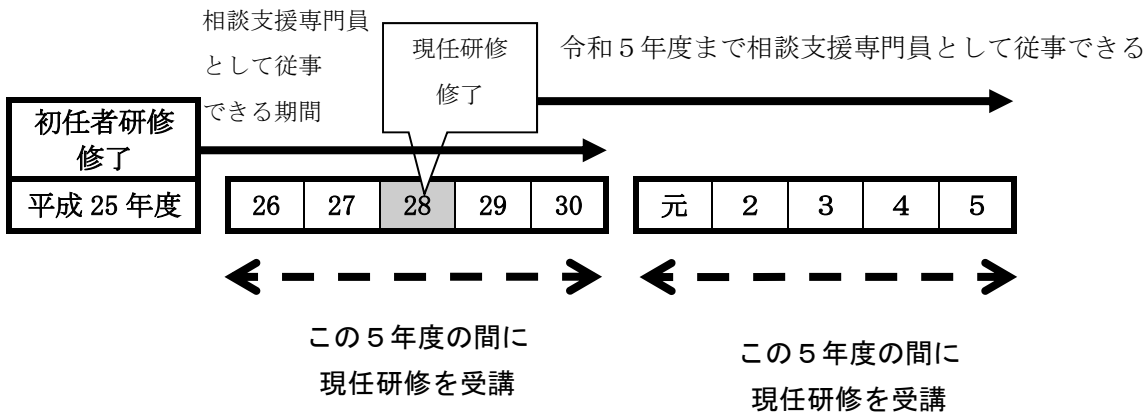 相談支援専門員
として従事
できる期間
現任研修
修了
令和５年度まで相談支援専門員として従事できる
初任者研修
修了
平成 25 年度
26 27 28 29 30 元 2 3 4 5
この５年度の間に
現任研修を受講
この５年度の間に
現任研修を受講